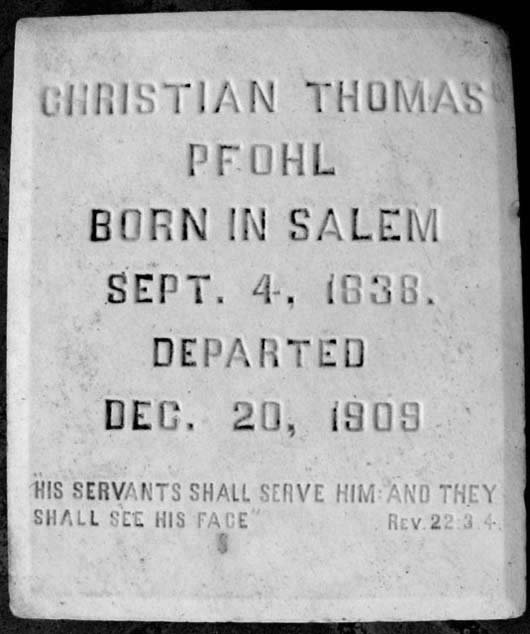 CHRISTIAN THOMAS
PFOHL
BORN IN SALEM
SEPT. 4, 1838.
DEPARTED
DEC. 20, 1909
"HIS SERVANTS SHALL SERVE HIM: AND THEY
SHALL SEE HIS FACE" REV. 22:3.4.